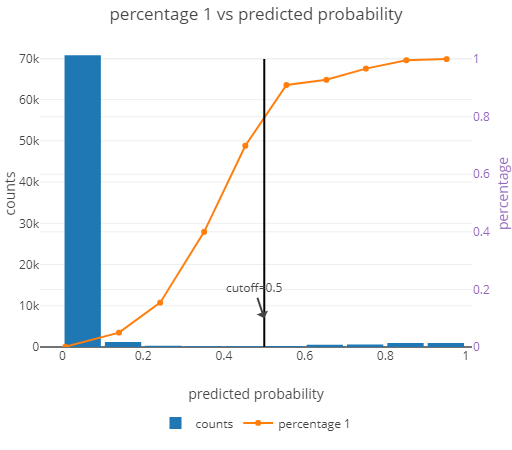 percentage 1 vs predicted probability
70k
60k
50k
40k
30k
20k
10k
0
counts
1
0.8
0.6
0.4
0.2
0
percentage
cutoff=0.5
0
0.2
0.4
0.6
0.8
1
predicted probability
counts
percentage 1